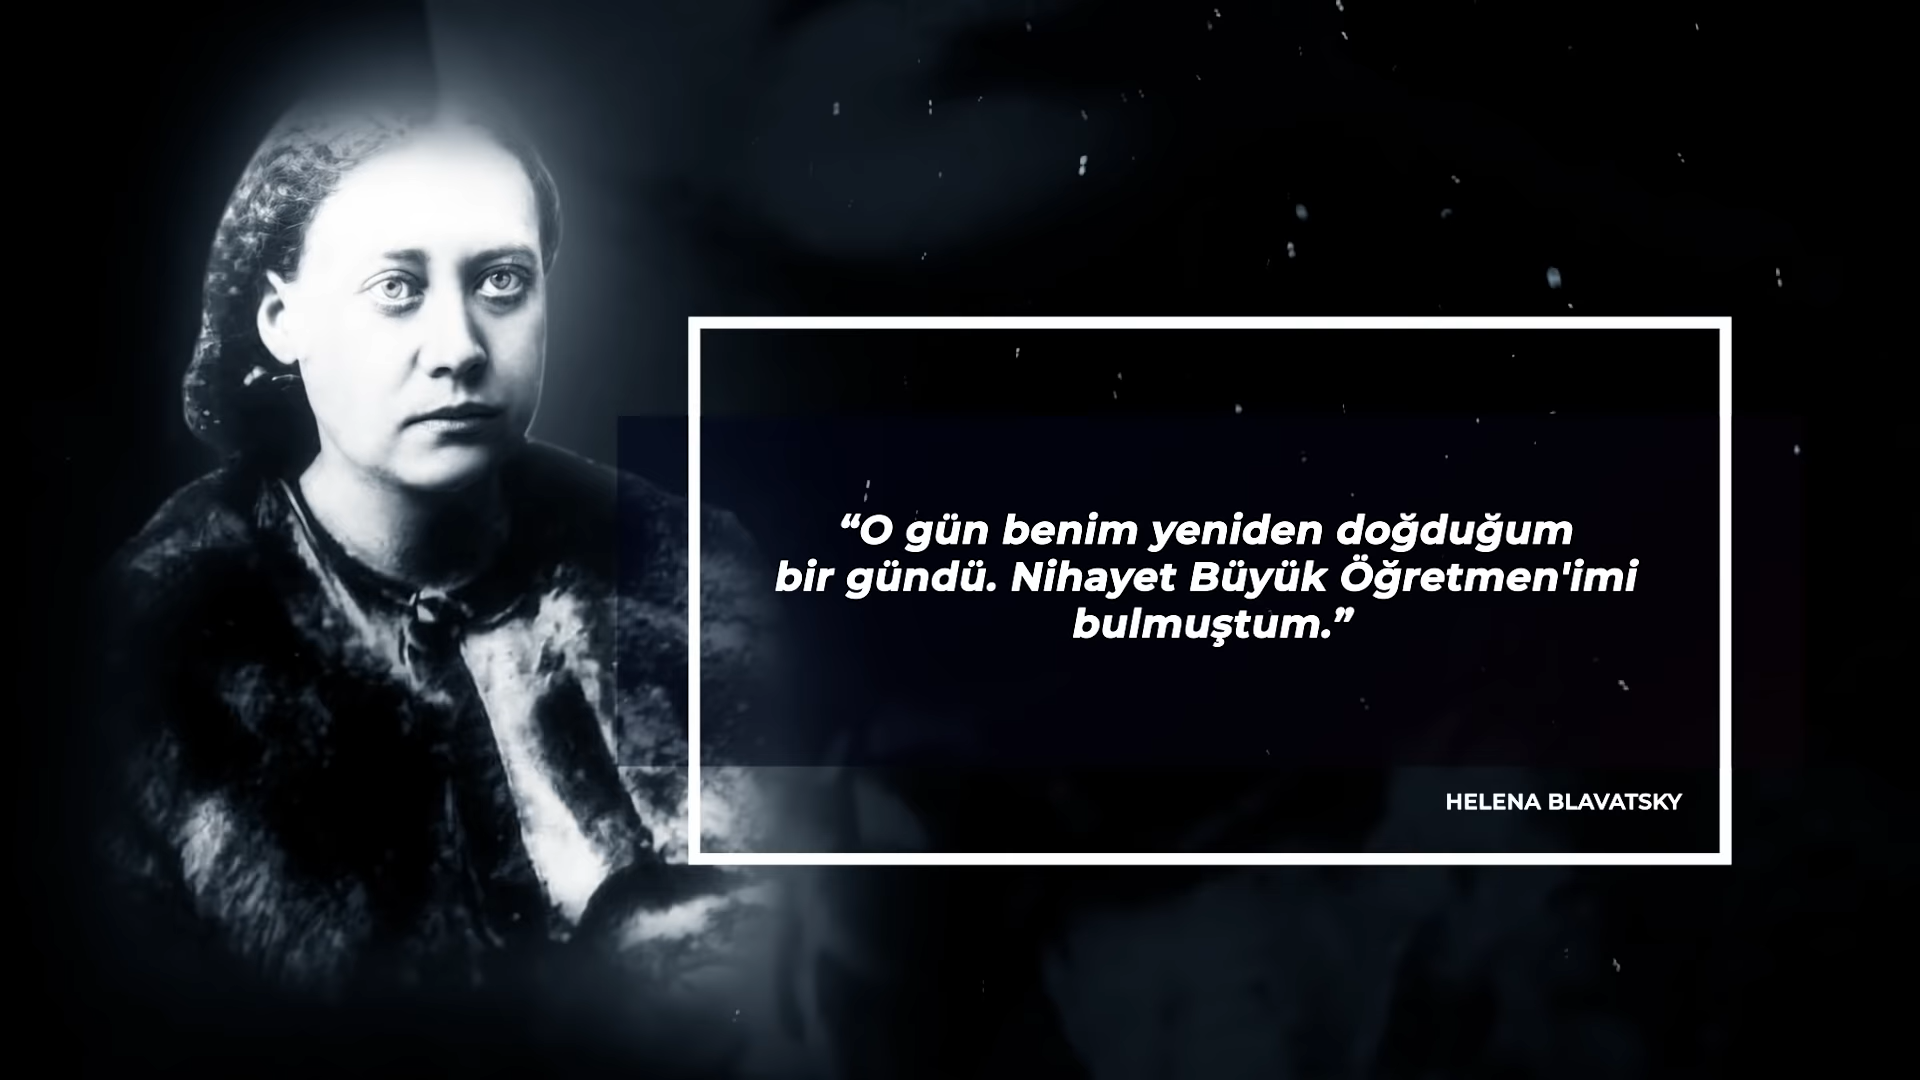 “O gün benim yeniden doğduğum
bir gündü. Nihayet Büyük Öğretmen'imi
bulmuştum.”
HELENA BLAVATSKY